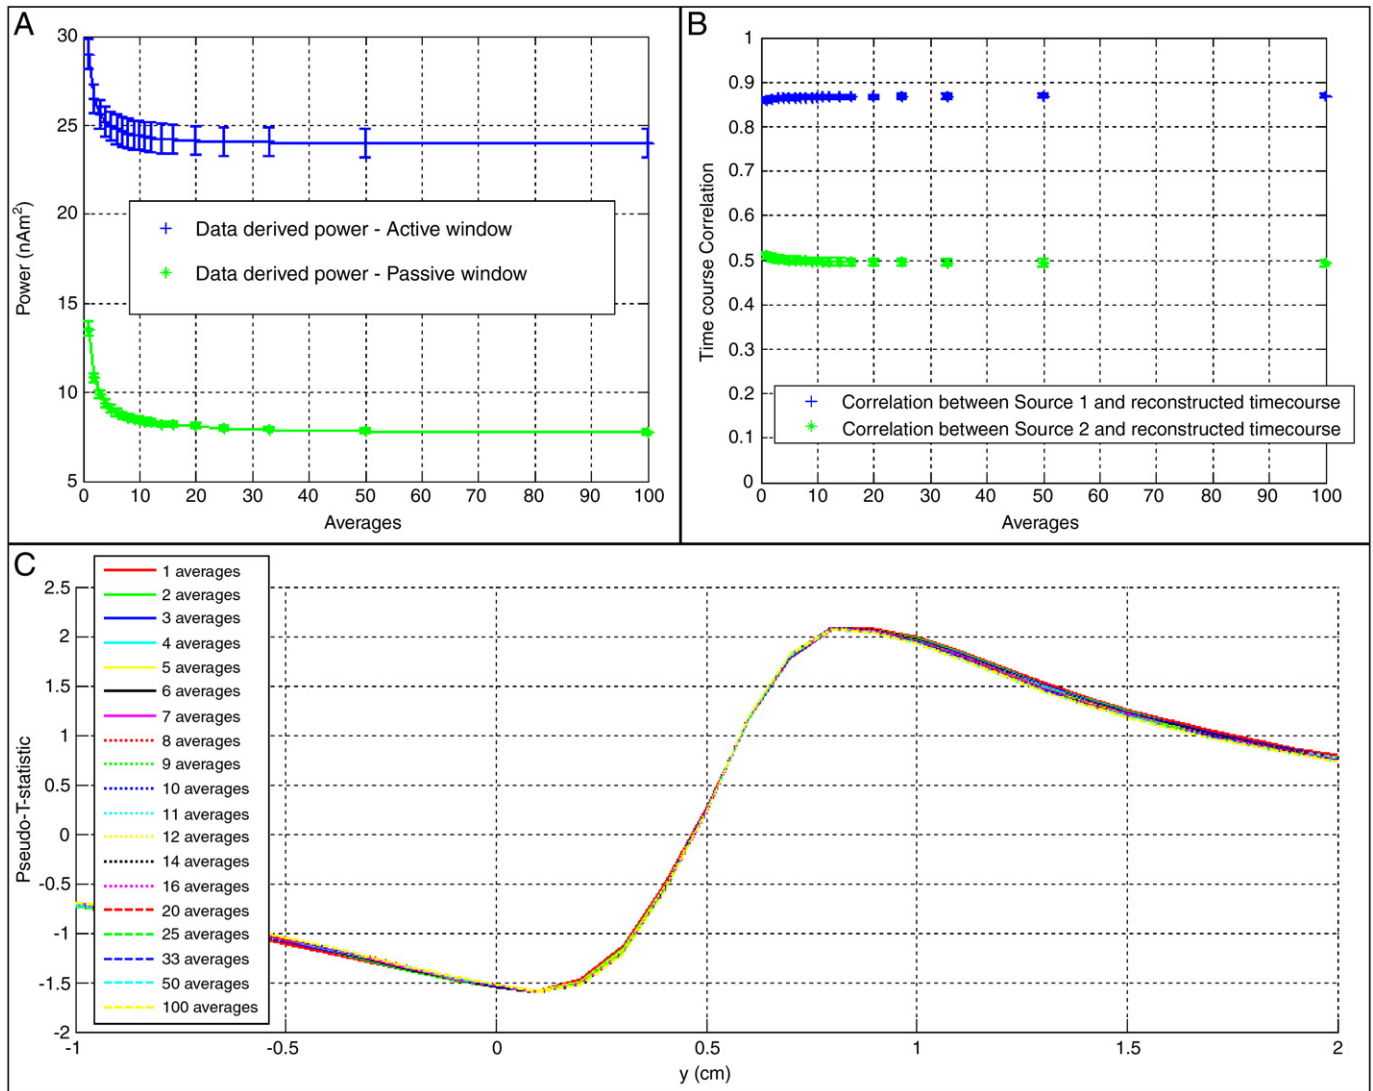 A
30
25
20
15
10
5
Power (nAm²)
Data derived power - Active window
Data derived power - Passive window
0 10 20 30 40 50 60 70 80 90 100
Averages
B
1
0.9
0.8
0.7
0.6
0.5
0.4
0.3
0.2
0.1
0
Time course Correlation
Correlation between Source 1 and reconstructed timecourse
Correlation between Source 2 and reconstructed timecourse
0 10 20 30 40 50 60 70 80 90 100
Averages
C
2.5
2
1.5
1
0.5
0
-0.5
-1
-1.5
-2
Pseudo-T-statistic
1 averages
2 averages
3 averages
4 averages
5 averages
6 averages
7 averages
8 averages
9 averages
10 averages
11 averages
12 averages
14 averages
16 averages
20 averages
25 averages
33 averages
50 averages
100 averages
-1 -0.5 0 0.5 1 1.5 2
y (cm)